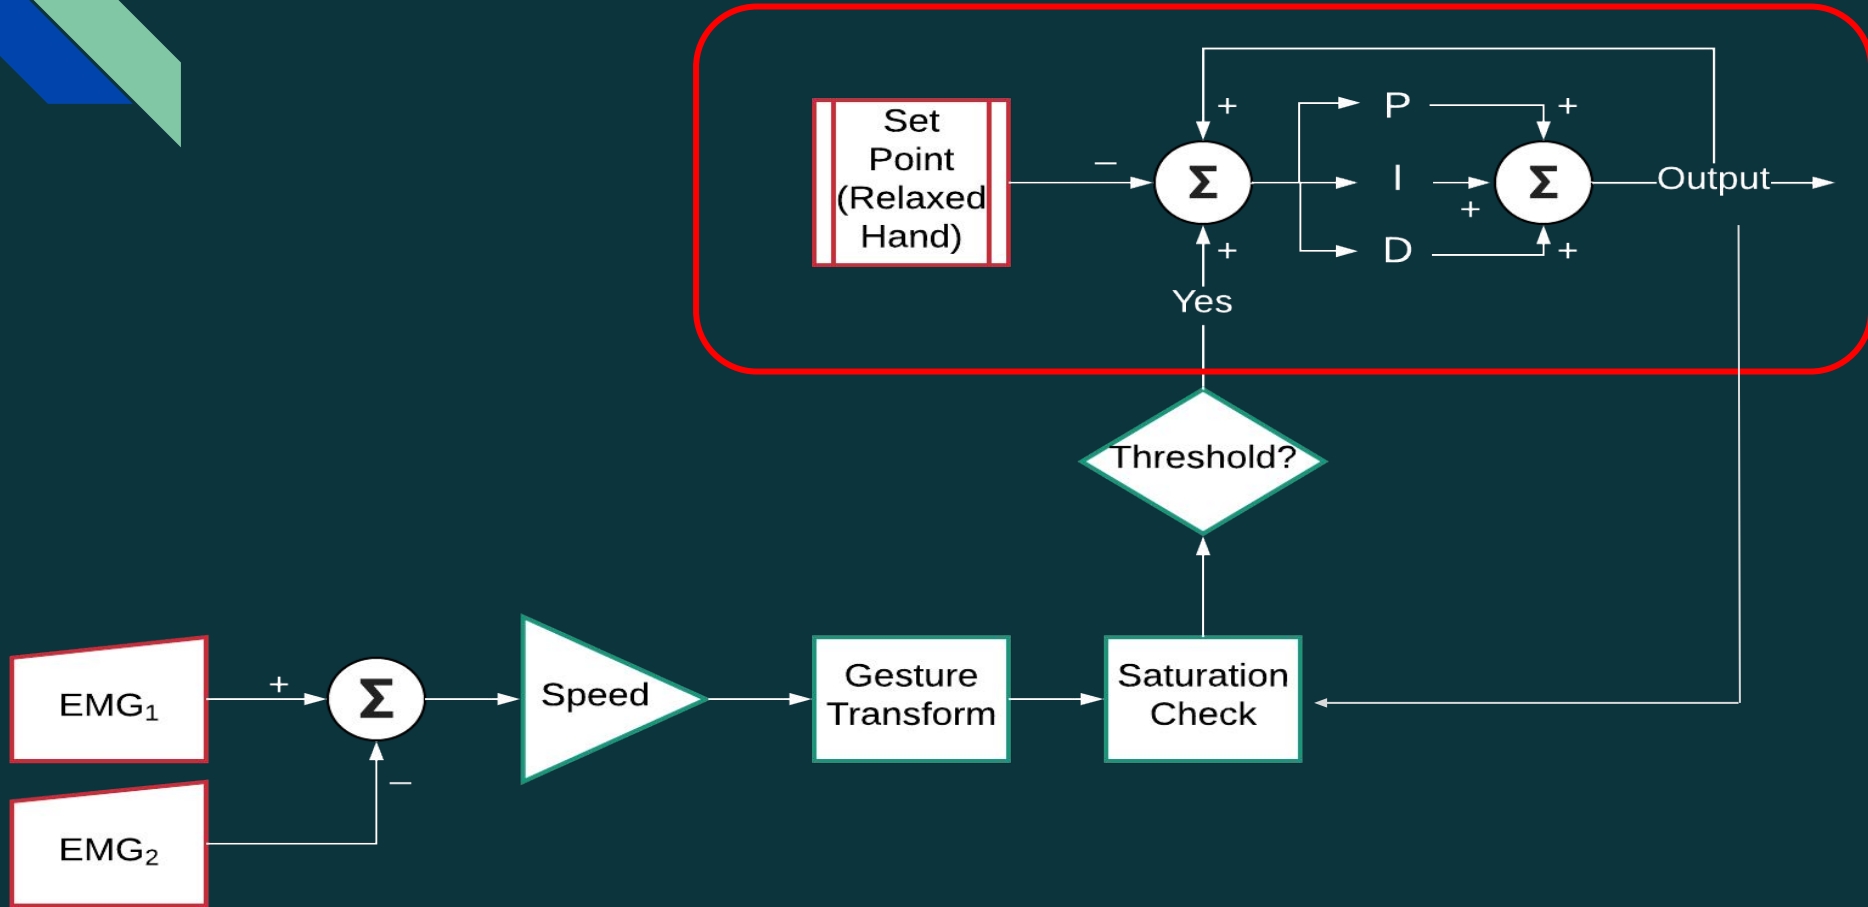 Set
Point
(Relaxed
Hand)
–
+
Σ
+
Yes
P
I
D
+
+
+
Σ
Output
Threshold?
EMG₁
+
Σ
–
EMG₂
Speed
Gesture
Transform
Saturation
Check